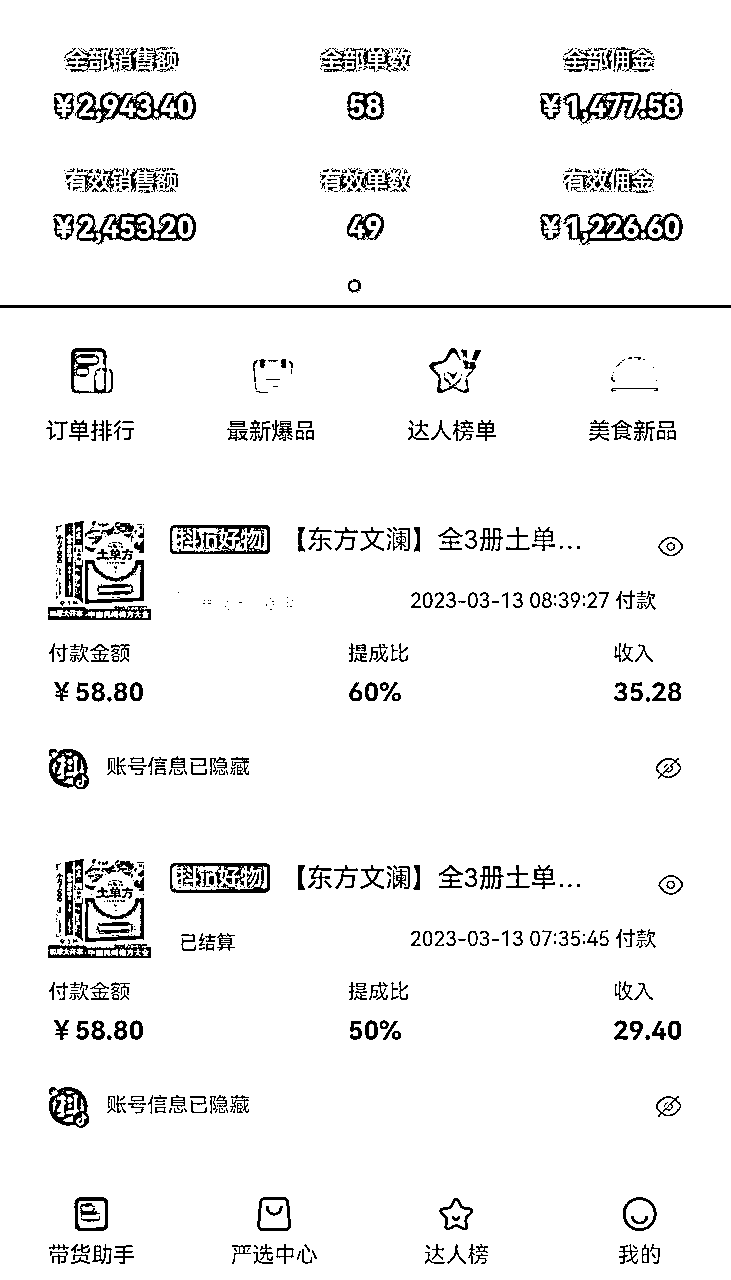 全部销售额 全部单数 全部佣金
¥2,943.40 58 ¥1,477.58
有效销售额 有效单数 有效佣金
¥2,453.20 49 ¥1,226.60
订单排行 最新爆品 达人榜单 美食新品
土单方
抖音好物 【东方文澜】全3册土单...
2023-03-13 08:39:27 付款
付款金额 提成比 收入
¥58.80 60% 35.28
账号信息已隐藏
土单方
抖音好物 【东方文澜】全3册土单...
已结算 2023-03-13 07:35:45 付款
付款金额 提成比 收入
¥58.80 50% 29.40
账号信息已隐藏
带货助手 严选中心 达人榜 我的